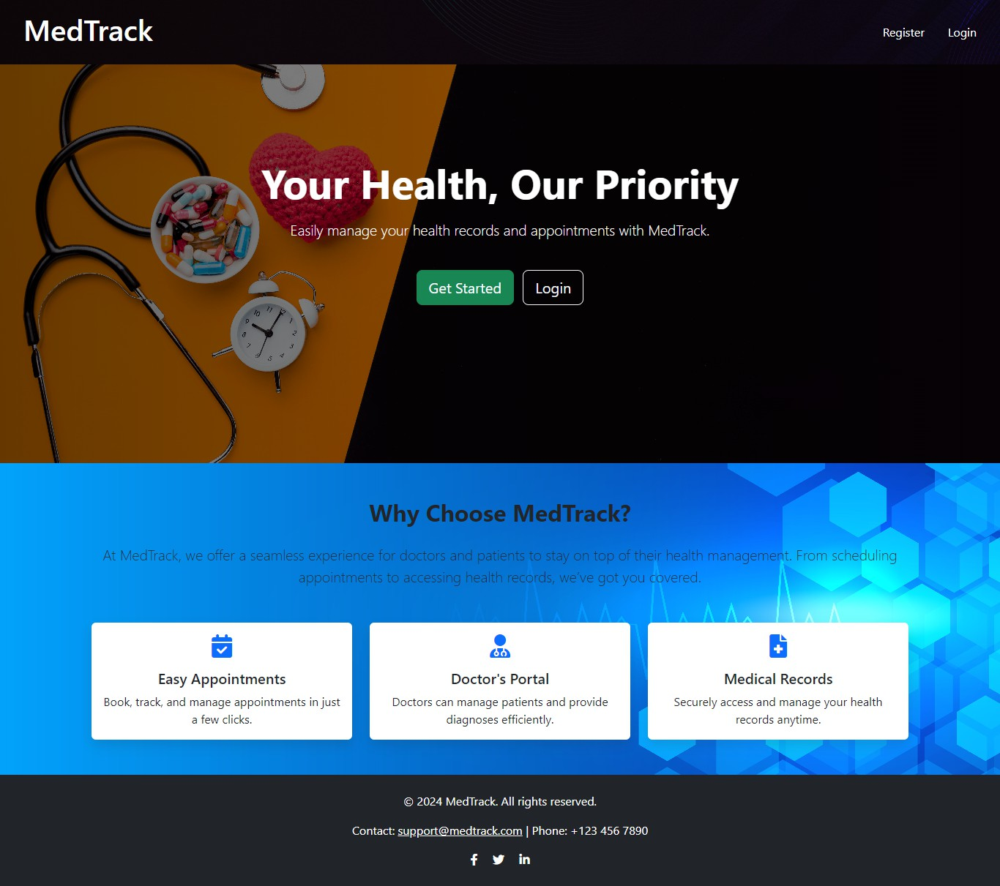 MedTrack
Register
Login
Your Health, Our Priority
Easily manage your health records and appointments with MedTrack.
Get Started
Login
Why Choose MedTrack?
At MedTrack, we offer a seamless experience for doctors and patients to stay on top of their health management. From scheduling
appointments to accessing health records, we've got you covered.
Easy Appointments
Book, track, and manage appointments in just
a few clicks.
Doctor's Portal
Doctors can manage patients and provide
diagnoses efficiently.
Medical Records
Securely access and manage your health
records anytime.
© 2024 MedTrack. All rights reserved.
Contact: support@medtrack.com | Phone: +123 456 7890